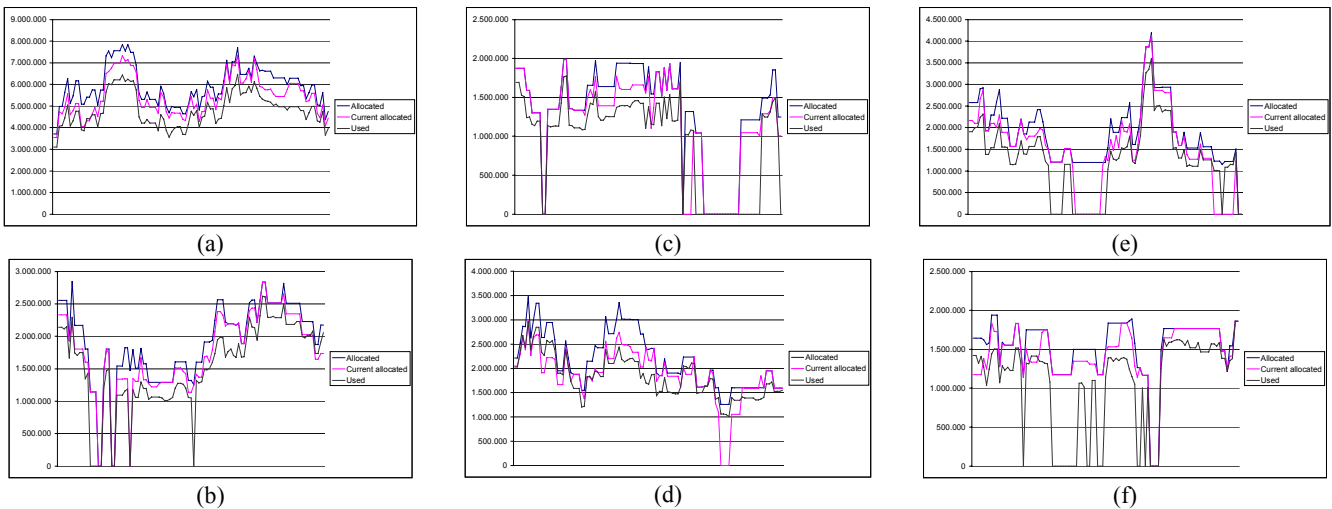 9.000.000
8.000.000
7.000.000
6.000.000
5.000.000
4.000.000
3.000.000
2.000.000
1.000.000
0
Allocated
Current allocated
Used
(a)
2.500.000
2.000.000
1.500.000
1.000.000
500.000
0
Allocated
Current allocated
Used
(c)
4.500.000
4.000.000
3.500.000
3.000.000
2.500.000
2.000.000
1.500.000
1.000.000
500.000
0
Allocated
Current allocated
Used
(e)
3.000.000
2.500.000
2.000.000
1.500.000
1.000.000
500.000
0
Allocated
Current allocated
Used
(b)
4.000.000
3.500.000
3.000.000
2.500.000
2.000.000
1.500.000
1.000.000
500.000
0
Allocated
Current allocated
Used
(d)
2.500.000
2.000.000
1.500.000
1.000.000
500.000
0
Allocated
Current allocated
Used
(f)